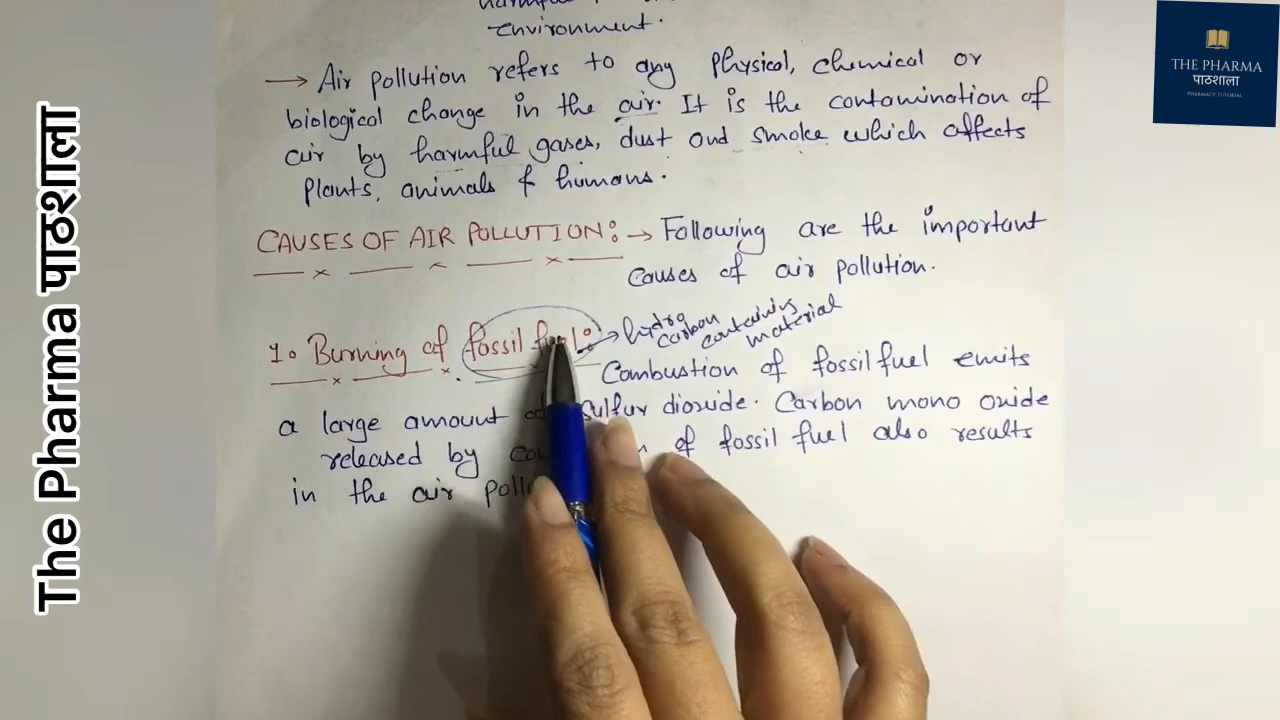 environment.
→ Air pollution refers to any physical, chemical or
biological change in the air. It is the contamination of
air by harmful gases, dust and smoke which affects
plants, animals & humans.
CAUSES OF AIR POLLUTION:→ Following are the important
causes of air pollution.
1. Burning of fossil fuel:
→ hydro
carbon
containing
material
Combustion of fossil fuel emits
a large amount sulfur dioxide. Carbon mono oxide
released by of fossil fuel also results
in the air
The Pharma पाठशाला
THE PHARMA
पाठशाला
PHARMACY TUTORIAL